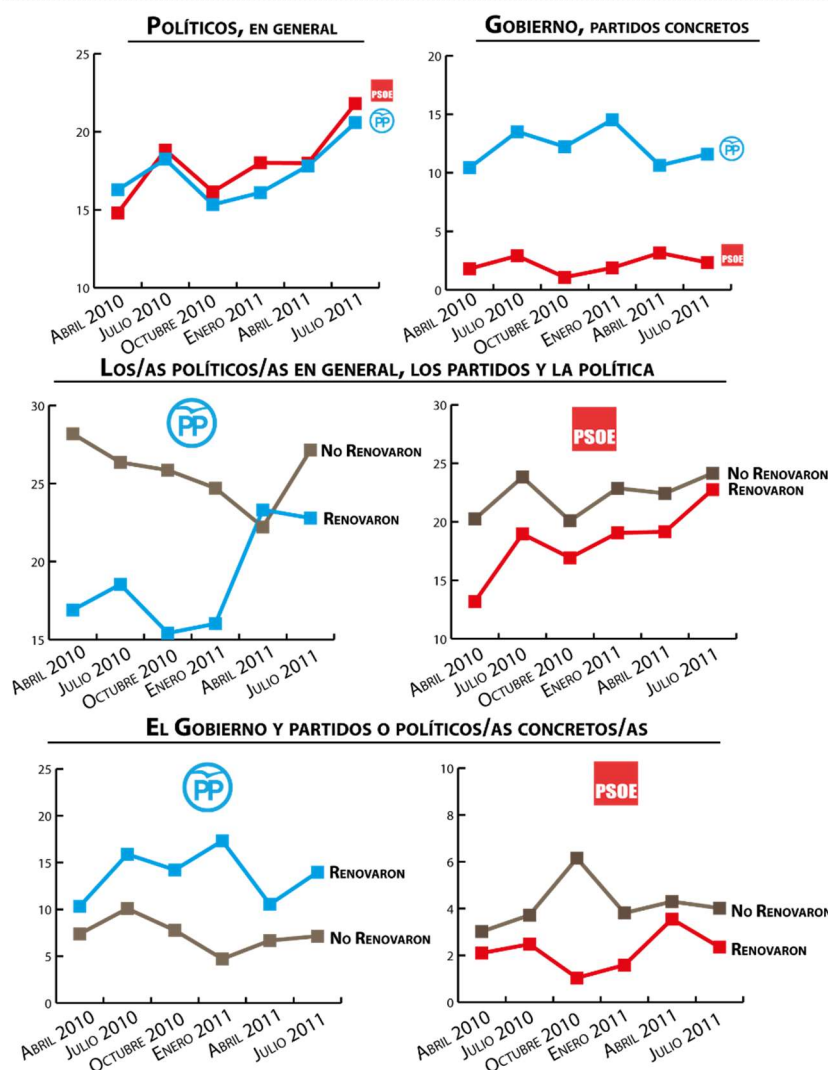 POLÍTICOS, EN GENERAL
25
20
15
10
PSOE
PP
ABRIL 2010
JULIO 2010
OCTUBRE 2010
ENERO 2011
ABRIL 2011
JULIO 2011
GOBIERNO, PARTIDOS CONCRETOS
20
15
10
5
0
PP
PSOE
ABRIL 2010
JULIO 2010
OCTUBRE 2010
ENERO 2011
ABRIL 2011
JULIO 2011
LOS/AS POLÍTICOS/AS EN GENERAL, LOS PARTIDOS Y LA POLÍTICA
30
25
20
15
PP
NO RENOVARON
RENOVARON
ABRIL 2010
JULIO 2010
OCTUBRE 2010
ENERO 2011
ABRIL 2011
JULIO 2011
30
25
20
15
10
PSOE
NO RENOVARON
RENOVARON
ABRIL 2010
JULIO 2010
OCTUBRE 2010
ENERO 2011
ABRIL 2011
JULIO 2011
EL GOBIERNO Y PARTIDOS O POLÍTICOS/AS CONCRETOS/AS
25
20
15
10
5
0
PP
RENOVARON
NO RENOVARON
ABRIL 2010
JULIO 2010
OCTUBRE 2010
ENERO 2011
ABRIL 2011
JULIO 2011
10
8
6
4
2
0
PSOE
NO RENOVARON
RENOVARON
ABRIL 2010
JULIO 2010
OCTUBRE 2010
ENERO 2011
ABRIL 2011
JULIO 2011